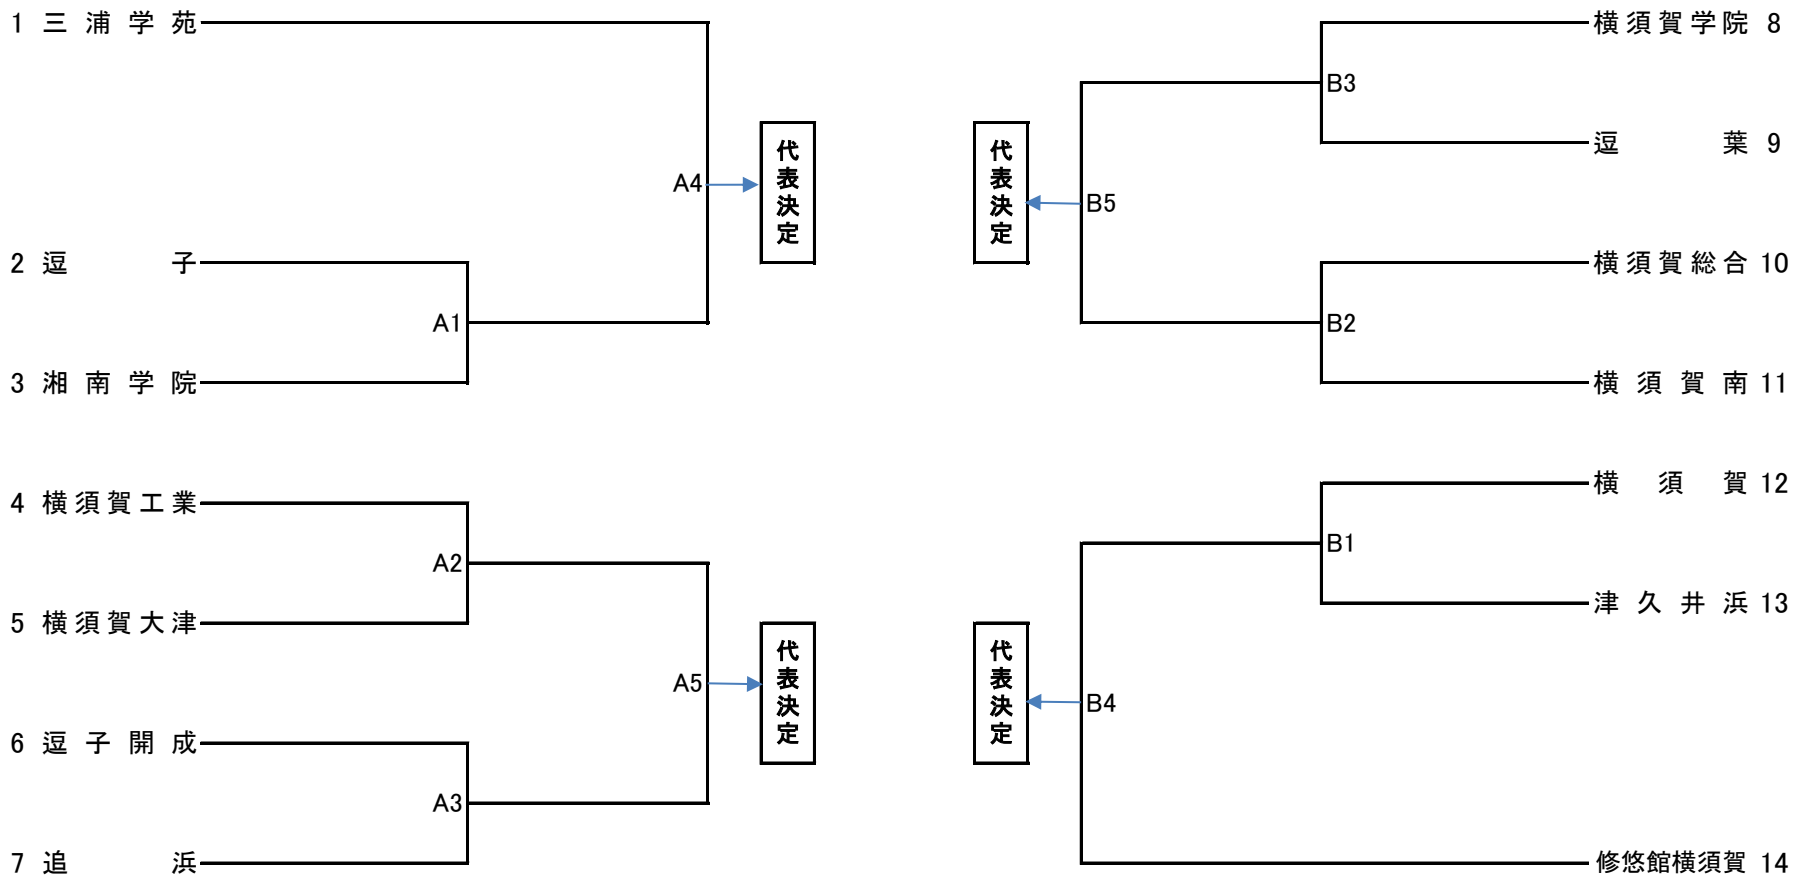 1 三浦学苑
A4
代表決定
2 逗子
A1
3 湘南学院
4 横須賀工業
A2
5 横須賀大津
A5
代表決定
6 逗子開成
A3
7 追浜
横須賀学院 8
B3
逗葉 9
代表決定
B5
横須賀総合 10
B2
横須賀南 11
横須賀 12
B1
津久井浜 13
代表決定
B4
修悠館横須賀 14